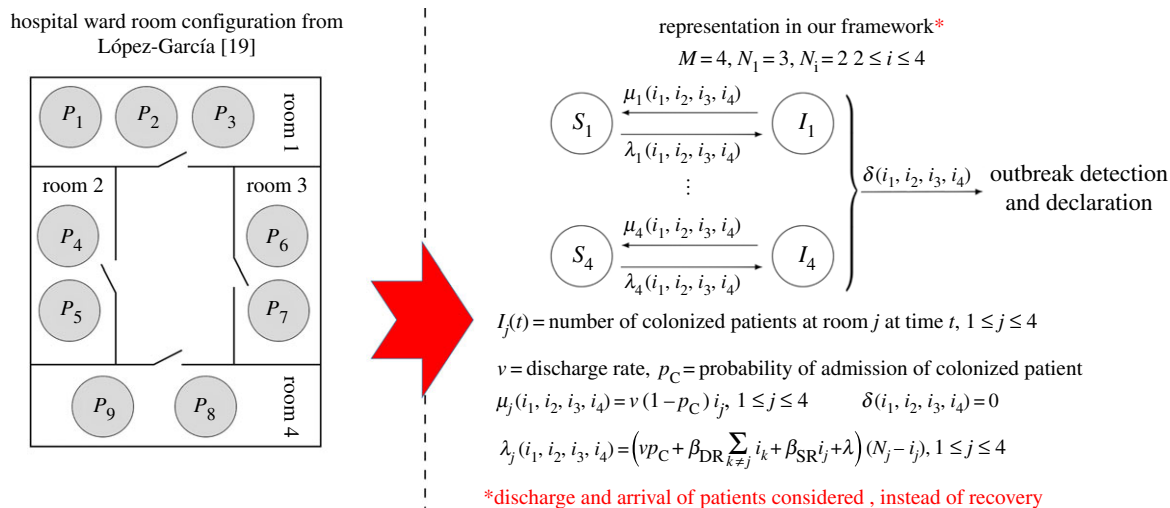 hospital ward room configuration from
López-García [19]
P1 P2 P3
room 1
room 2
room 3
P4
P6
P5
P7
P9
P8
room 4
representation in our framework*
M = 4, N1 = 3, Ni = 2 2 ≤ i ≤ 4
μ1(i1, i2, i3, i4)
S1
I1
λ1(i1, i2, i3, i4)
⋮
δ(i1, i2, i3, i4)
outbreak detection
and declaration
μ4(i1, i2, i3, i4)
S4
I4
λ4(i1, i2, i3, i4)
Ij(t) = number of colonized patients at room j at time t, 1 ≤ j ≤ 4
v = discharge rate, pC = probability of admission of colonized patient
μj(i1, i2, i3, i4) = v (1 – pC) ij, 1 ≤ j ≤ 4 δ(i1, i2, i3, i4) = 0
λj(i1, i2, i3, i4) = (vpC + βDR ∑k≠j ik + βSR ij + λ) (Nj – ij), 1 ≤ j ≤ 4
*discharge and arrival of patients considered , instead of recovery